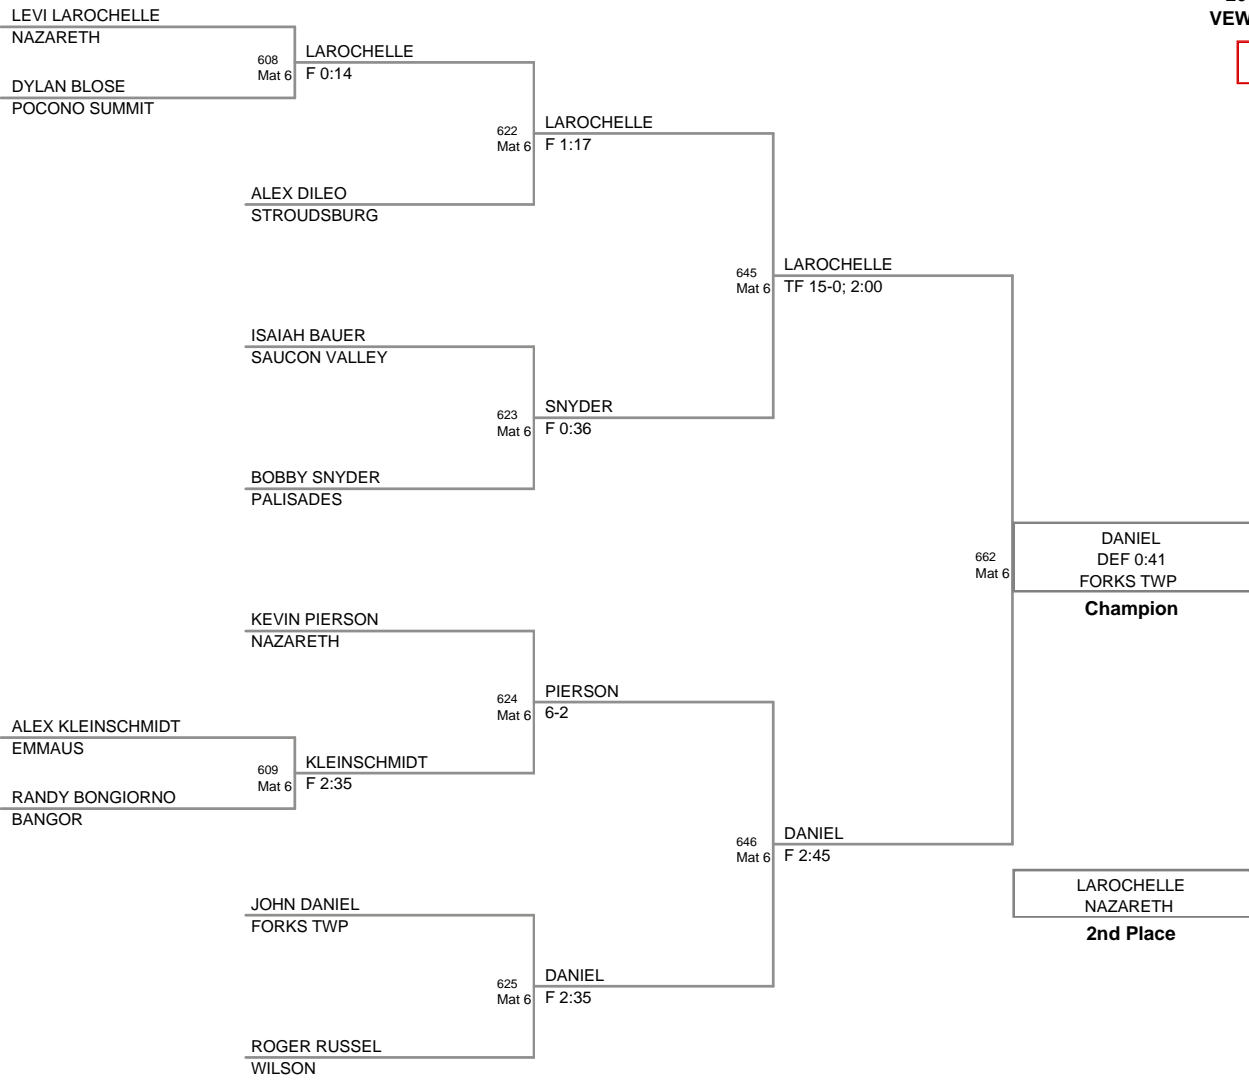 VEW
LEVI LAROCHELLE
NAZARETH
608
Mat 6
LAROCHELLE
F 0:14
DYLAN BLOSE
POCONO SUMMIT
622
Mat 6
LAROCHELLE
F 1:17
ALEX DILEO
STROUDSBURG
645
Mat 6
LAROCHELLE
TF 15-0; 2:00
ISAIAH BAUER
SAUCON VALLEY
623
Mat 6
SNYDER
F 0:36
BOBBY SNYDER
PALISADES
662
Mat 6
DANIEL
DEF 0:41
FORKS TWP
Champion
KEVIN PIERSON
NAZARETH
624
Mat 6
PIERSON
6-2
ALEX KLEINSCHMIDT
EMMAUS
609
Mat 6
KLEINSCHMIDT
F 2:35
RANDY BONGIORNO
BANGOR
646
Mat 6
DANIEL
F 2:45
JOHN DANIEL
FORKS TWP
LAROCHELLE
NAZARETH
2nd Place
625
Mat 6
DANIEL
F 2:35
ROGER RUSSEL
WILSON